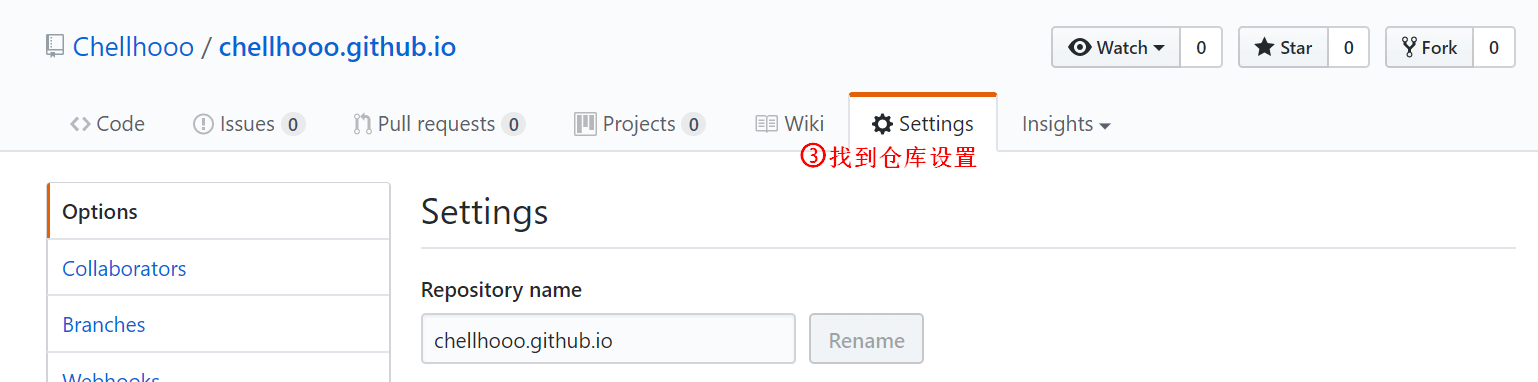 Chellhooo / chellhooo.github.io
Watch 0 Star 0 Fork 0
Code Issues 0 Pull requests 0 Projects 0 Wiki Settings Insights
③找到仓库设置
Options
Collaborators
Branches
Webhooks
Settings
Repository name
chellhooo.github.io Rename